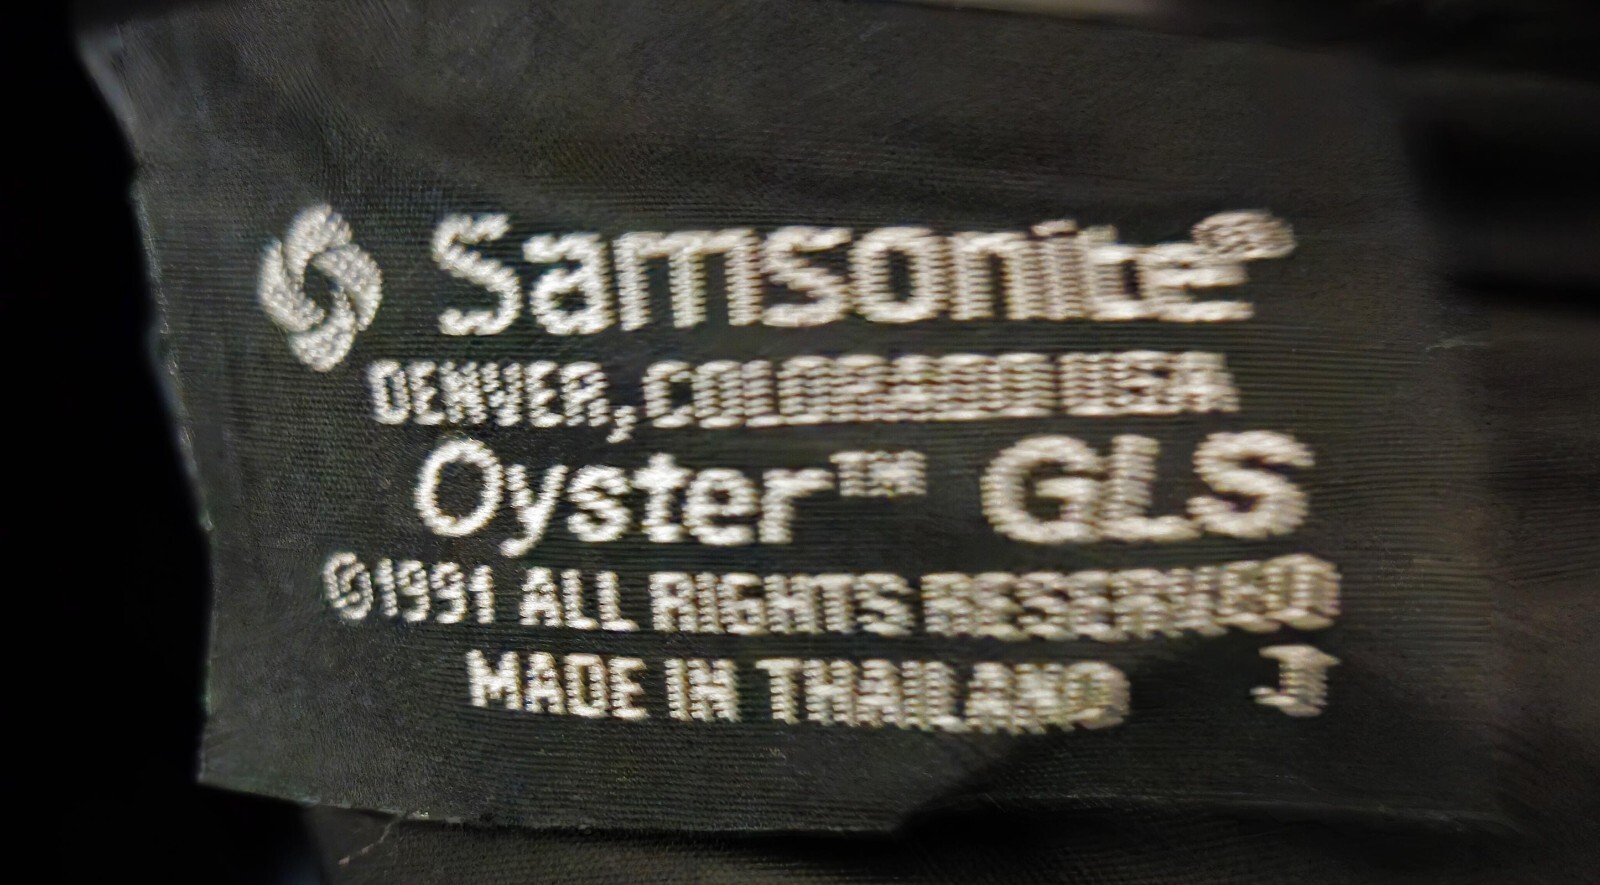 Samsonite®
DENVER, COLORADO USA
Oyster™ GLS
©1991 ALL RIGHTS RESERVED
MADE IN THAILAND J